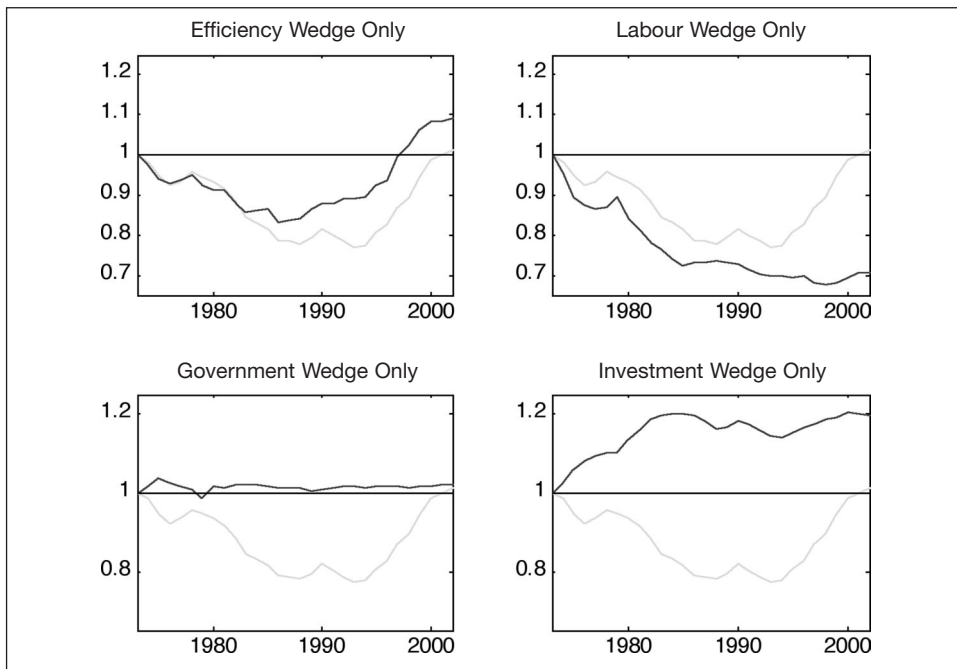 Efficiency Wedge Only
1.2
1.1
1
0.9
0.8
0.7
1980 1990 2000
Labour Wedge Only
1.2
1.1
1
0.9
0.8
0.7
1980 1990 2000
Government Wedge Only
1.2
1
0.8
1980 1990 2000
Investment Wedge Only
1.2
1
0.8
1980 1990 2000